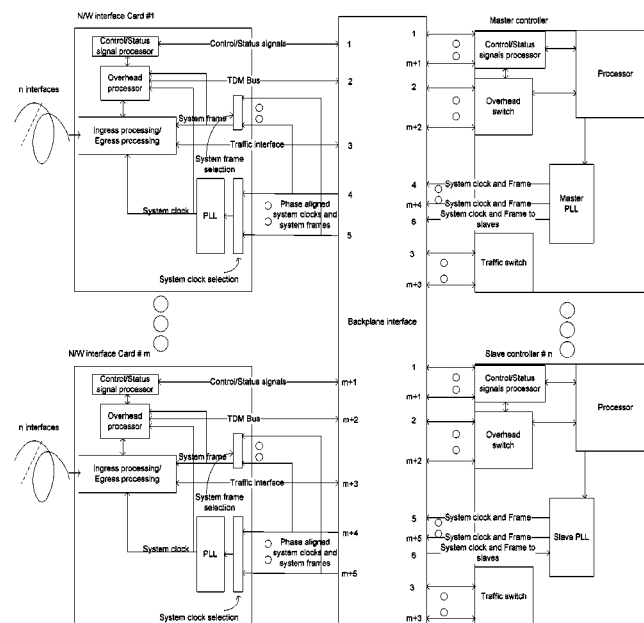 N/W interface Card #1
Control/Status
signal processor
Control/Status signals
1
n interfaces
Overhead
processor
TDM Bus
2
System frame
Ingress processing/
Egress processing
Traffic interface
3
System frame
selection
4
System clock
PLL
Phase aligned
system clocks and
system frames
5
System clock selection
N/W interface Card # m
Control/Status
signal processor
Control/Status signals
m+1
n interfaces
Overhead
processor
TDM Bus
m+2
System frame
Ingress processing/
Egress processing
Traffic interface
m+3
System frame
selection
m+4
System clock
PLL
Phase aligned
system clocks and
system frames
m+5
System clock selection
Backplane interface
Master controller
1
Control/Status
signals processor
Processor
m+1
2
Overhead
switch
m+2
4
System clock and Frame
m+4
System clock and Frame
6
System clock and Frame to
slaves
Master
PLL
3
Traffic switch
m+3
Slave controller # n
1
Control/Status
signals processor
Processor
m+1
2
Overhead
switch
m+2
5
System clock and Frame
m+5
System clock and Frame
6
System clock and Frame to
slaves
Slave PLL
3
Traffic switch
m+3